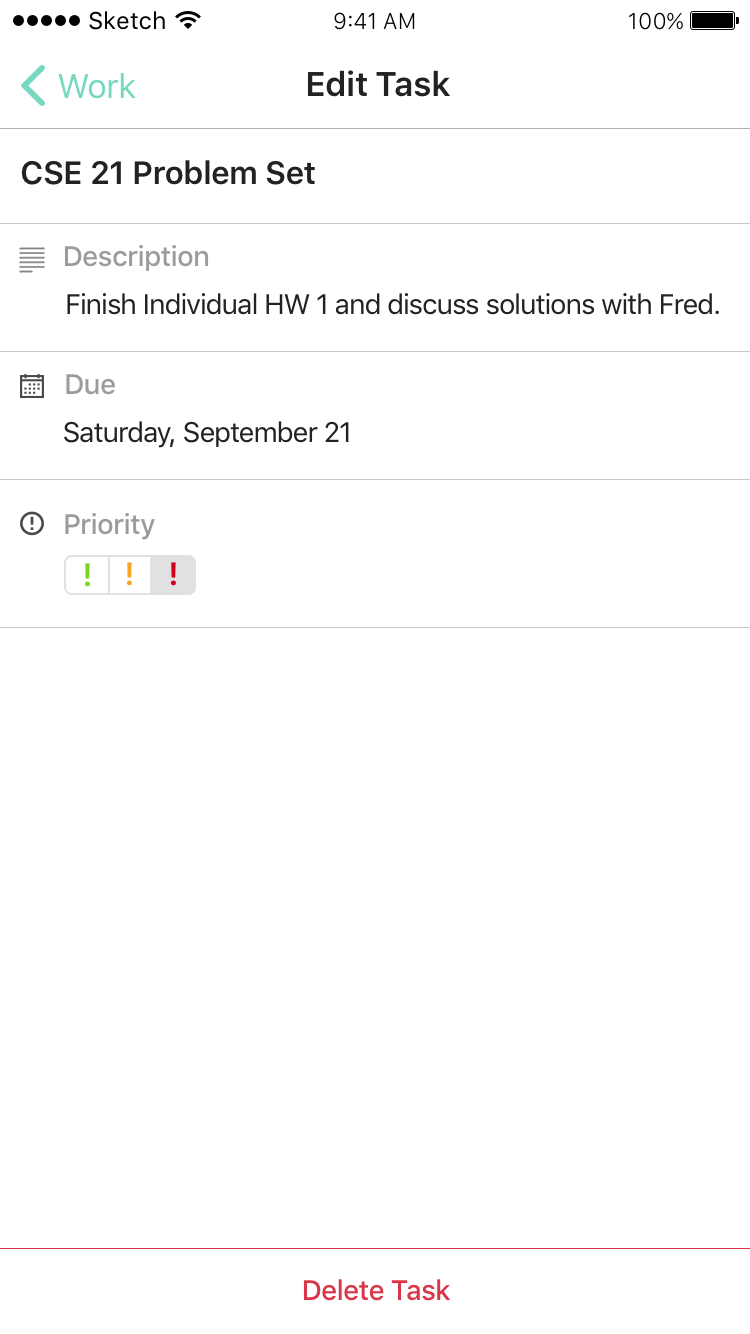 Sketch 9:41 AM 100%
Work Edit Task
CSE 21 Problem Set
Description
Finish Individual HW 1 and discuss solutions with Fred.
Due
Saturday, September 21
Priority
! ! !
Delete Task